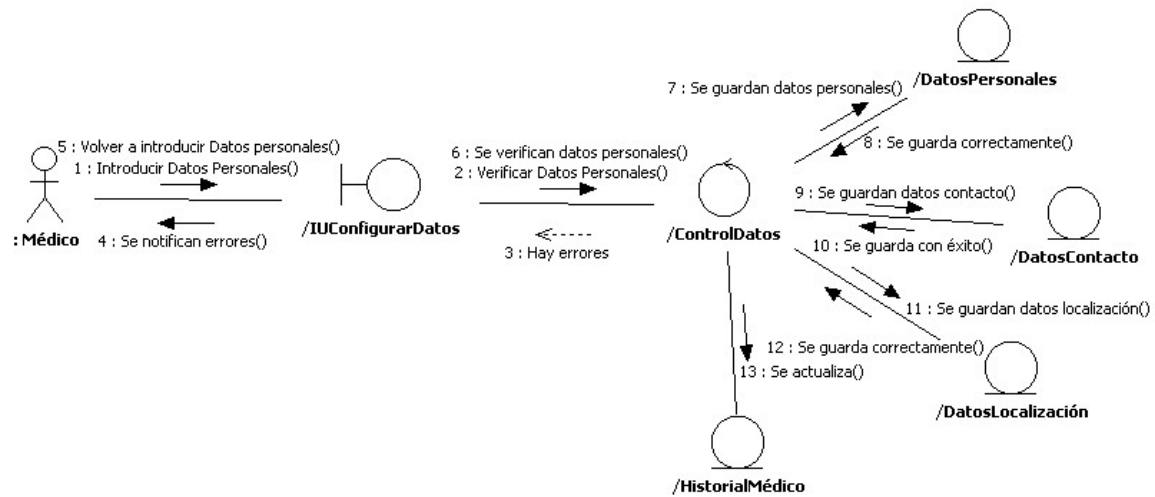 /DatosPersonales
7 : Se guardan datos personales()
8 : Se guarda correctamente()
5 : Volver a introducir Datos personales()
1 : Introducir Datos Personales()
: Médico
4 : Se notifican errores()
/IUConfigurarDatos
6 : Se verifican datos personales()
2 : Verificar Datos Personales()
3 : Hay errores
/ControlDatos
9 : Se guardan datos contacto()
10 : Se guarda con éxito()
/DatosContacto
11 : Se guardan datos localización()
12 : Se guarda correctamente()
13 : Se actualiza()
/DatosLocalización
/HistorialMédico